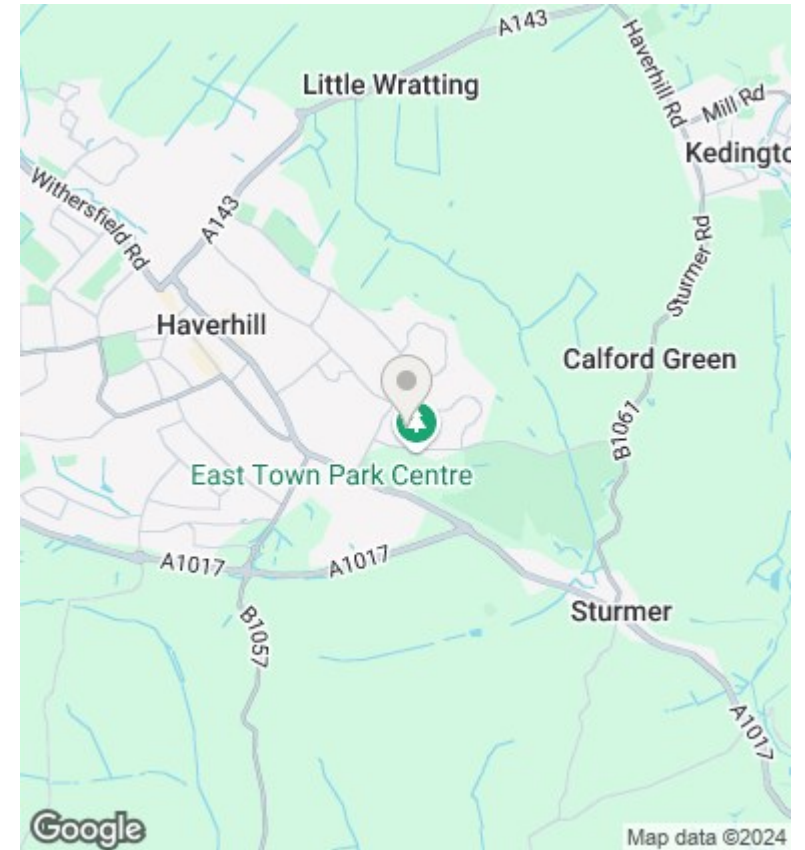 A143
Little Wratting
Haverhill Rd
Mill Rd
Withersfield Rd
A143
Sturmer Rd
Haverhill
Calford Green
B1061
East Town Park Centre
A1017
A1017
Sturmer
B1057
A1017
Google
Map data ©2024